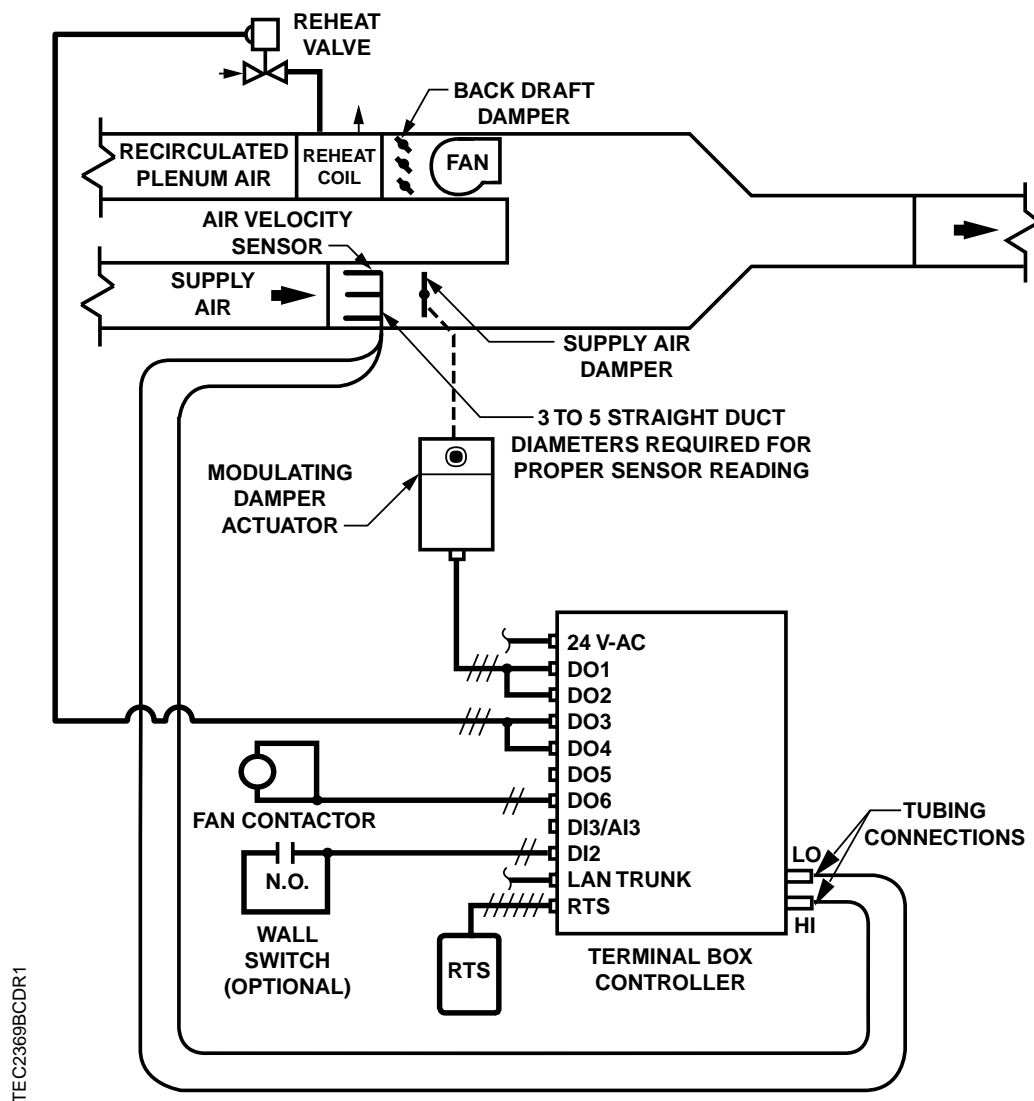 REHEAT
VALVE
BACK DRAFT
DAMPER
RECIRCULATED
PLENUM AIR
REHEAT
COIL
FAN
AIR VELOCITY
SENSOR
SUPPLY
AIR
SUPPLY AIR
DAMPER
3 TO 5 STRAIGHT DUCT
DIAMETERS REQUIRED FOR
PROPER SENSOR READING
MODULATING
DAMPER
ACTUATOR
24 V-AC
DO1
DO2
DO3
DO4
DO5
DO6
DI3/AI3
DI2
LAN TRUNK
RTS
FAN CONTACTOR
N.O.
WALL
SWITCH
(OPTIONAL)
RTS
TERMINAL BOX
CONTROLLER
LO
HI
TUBING
CONNECTIONS
TEC2369BCDR1